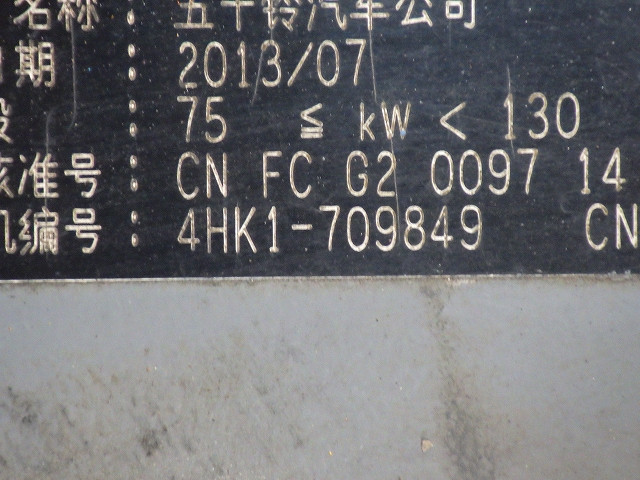 名称：五十铃汽车公司
期：2013/07
段：75 ≦ kW < 130
核准号：CN FC G2 0097 14
机编号：4HK1-709849 CN